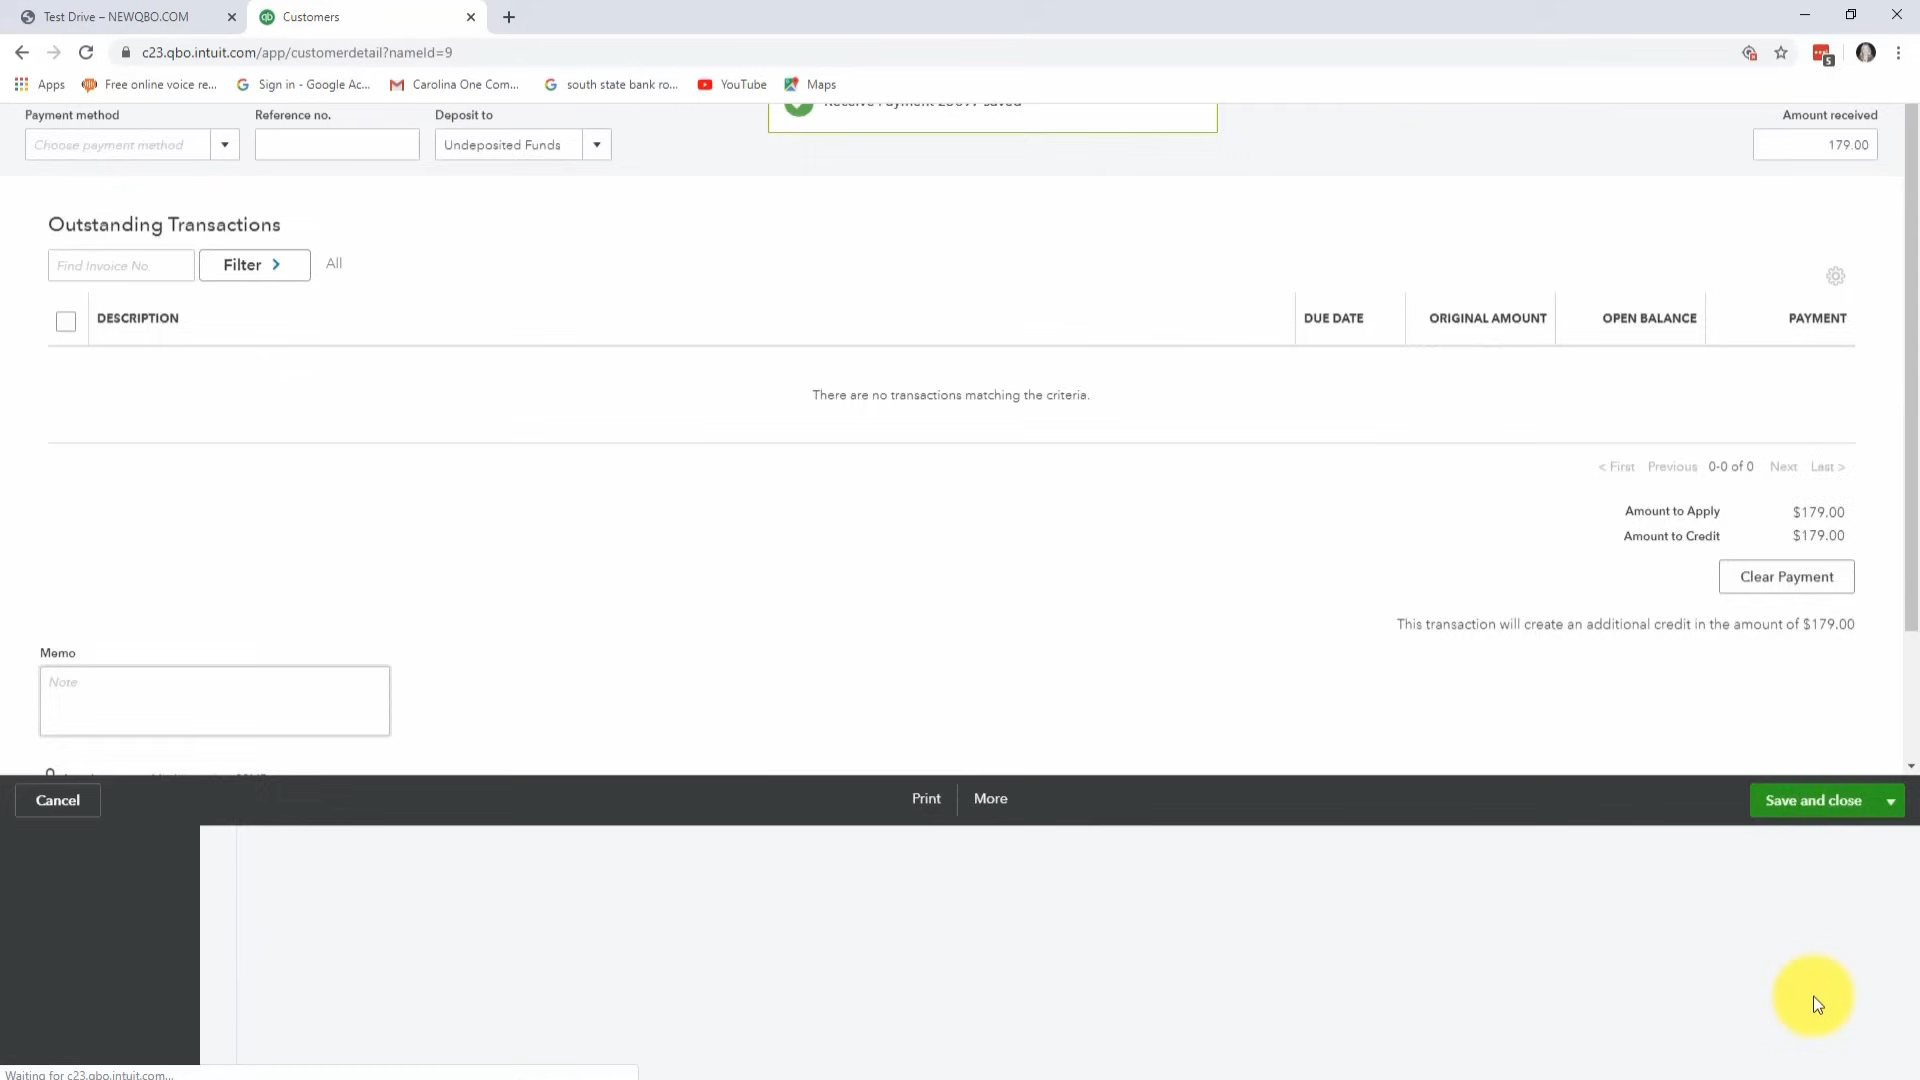 Test Drive – NEWQBO.COM
Customers
c23.qbo.intuit.com/app/customerdetail?nameId=9
5
Apps
Free online voice re...
Sign in - Google Ac...
Carolina One Com...
south state bank ro...
YouTube
Maps
Payment method
Reference no.
Deposit to
Amount received
Choose payment method
Undeposited Funds
179.00
Outstanding Transactions
Find Invoice No.
Filter
All
DESCRIPTION
DUE DATE
ORIGINAL AMOUNT
OPEN BALANCE
PAYMENT
There are no transactions matching the criteria.
< First Previous 0-0 of 0 Next Last >
Amount to Apply $179.00
Amount to Credit $179.00
Clear Payment
This transaction will create an additional credit in the amount of $179.00
Memo
Note
Cancel
Print
More
Save and close
Waiting for c23.qbo.intuit.com...